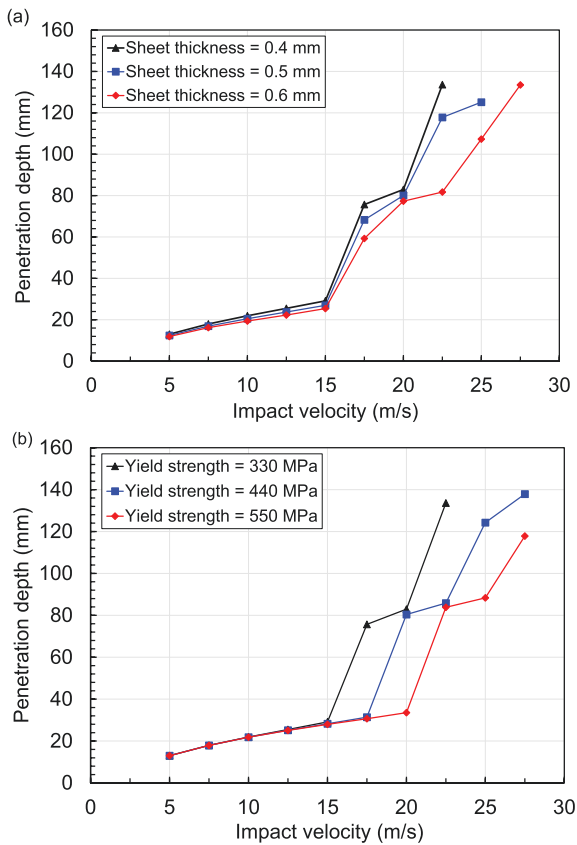 (a)
160
140
120
100
80
60
40
20
0
Penetration depth (mm)
Sheet thickness = 0.4 mm
Sheet thickness = 0.5 mm
Sheet thickness = 0.6 mm
0 5 10 15 20 25 30
Impact velocity (m/s)
(b)
160
140
120
100
80
60
40
20
0
Penetration depth (mm)
Yield strength = 330 MPa
Yield strength = 440 MPa
Yield strength = 550 MPa
0 5 10 15 20 25 30
Impact velocity (m/s)